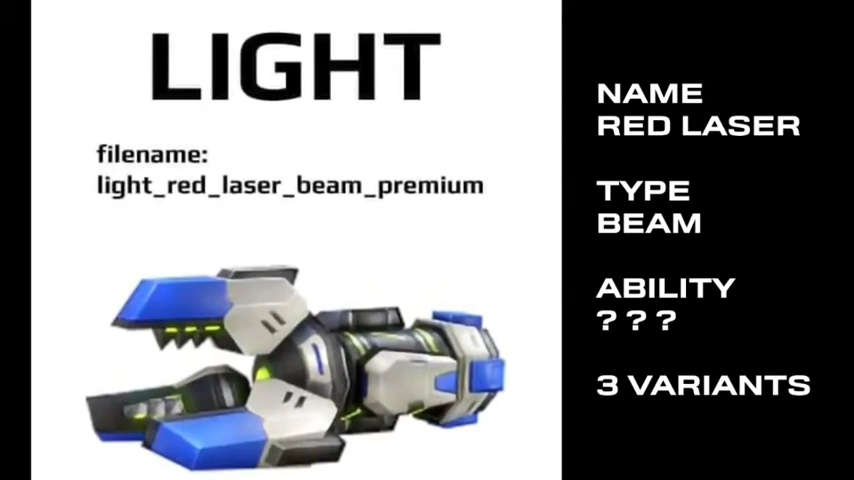 LIGHT
filename:
light_red_laser_beam_premium
NAME
RED LASER
TYPE
BEAM
ABILITY
? ? ?
3 VARIANTS